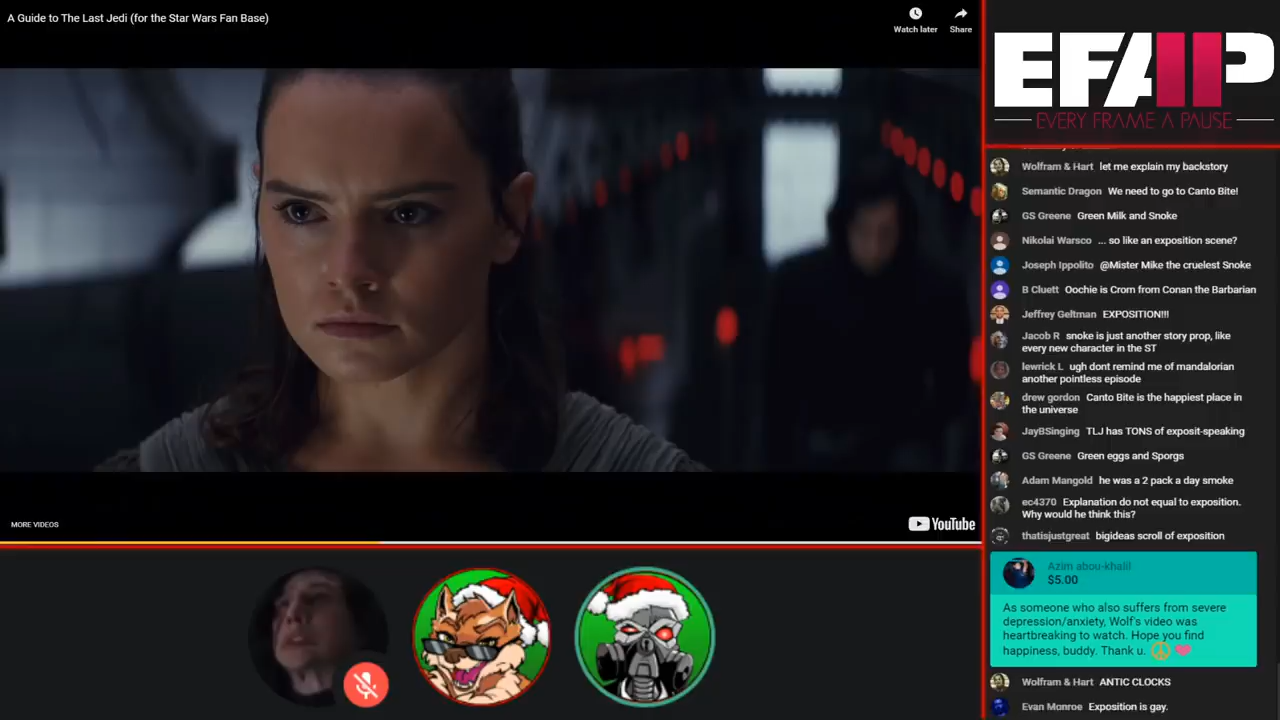 A Guide to The Last Jedi (for the Star Wars Fan Base)
Watch later
Share
MORE VIDEOS
YouTube
EFAP
EVERY FRAME A PAUSE
Wolfram & Hart let me explain my backstory
Semantic Dragon We need to go to Canto Bite!
GS Greene Green Milk and Snoke
Nikolai Warsco ... so like an exposition scene?
Joseph Ippolito @Mister Mike the cruelest Snoke
B Cluett Oochie is Crom from Conan the Barbarian
Jeffrey Geltman EXPOSITION!!!
Jacob R snoke is just another story prop, like
every new character in the ST
lewrick L ugh dont remind me of mandalorian
another pointless episode
drew gordon Canto Bite is the happiest place in
the universe
JayBSinging TLJ has TONS of exposit-speaking
GS Greene Green eggs and Sporgs
Adam Mangold he was a 2 pack a day smoke
ec4370 Explanation do not equal to exposition.
Why would he think this?
thatisjustgreat bigideas scroll of exposition
Azim abou-khalil
$5.00
As someone who also suffers from severe
depression/anxiety, Wolf's video was
heartbreaking to watch. Hope you find
happiness, buddy. Thank u.
Wolfram & Hart ANTIC CLOCKS
Evan Monroe Exposition is gay.